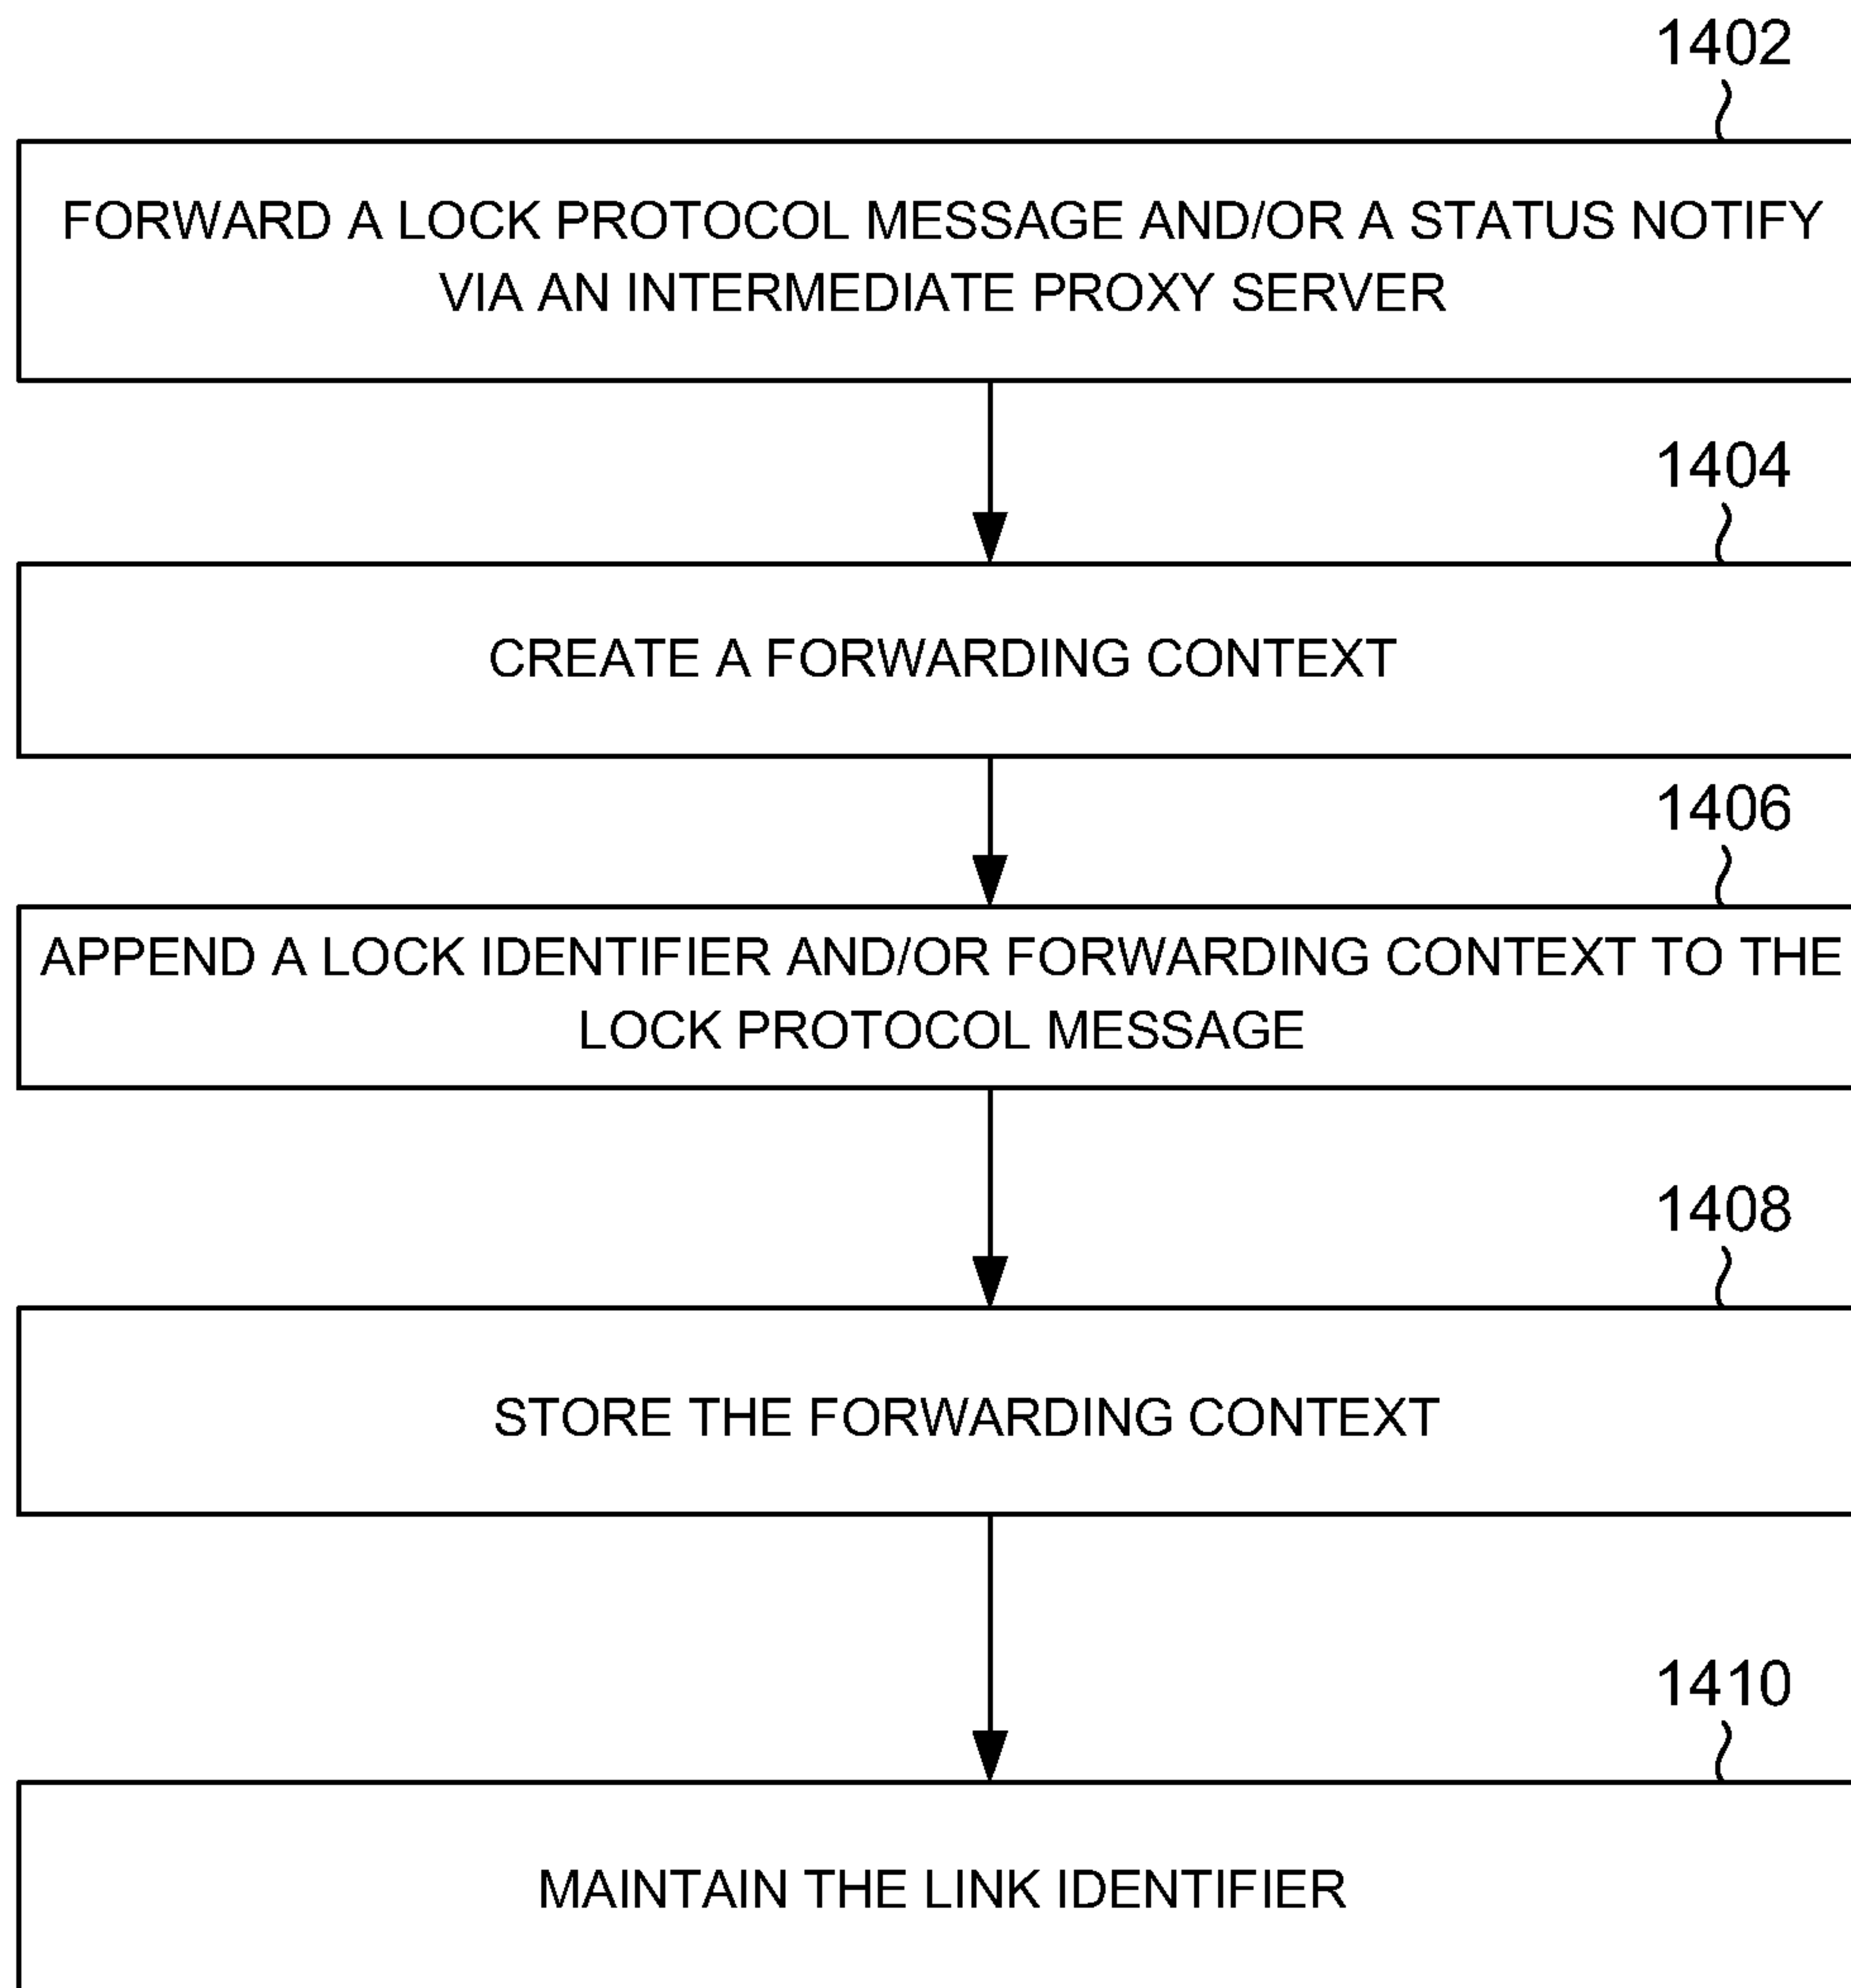 1402
FORWARD A LOCK PROTOCOL MESSAGE AND/OR A STATUS NOTIFY
VIA AN INTERMEDIATE PROXY SERVER
1404
CREATE A FORWARDING CONTEXT
1406
APPEND A LOCK IDENTIFIER AND/OR FORWARDING CONTEXT TO THE
LOCK PROTOCOL MESSAGE
1408
STORE THE FORWARDING CONTEXT
1410
MAINTAIN THE LINK IDENTIFIER